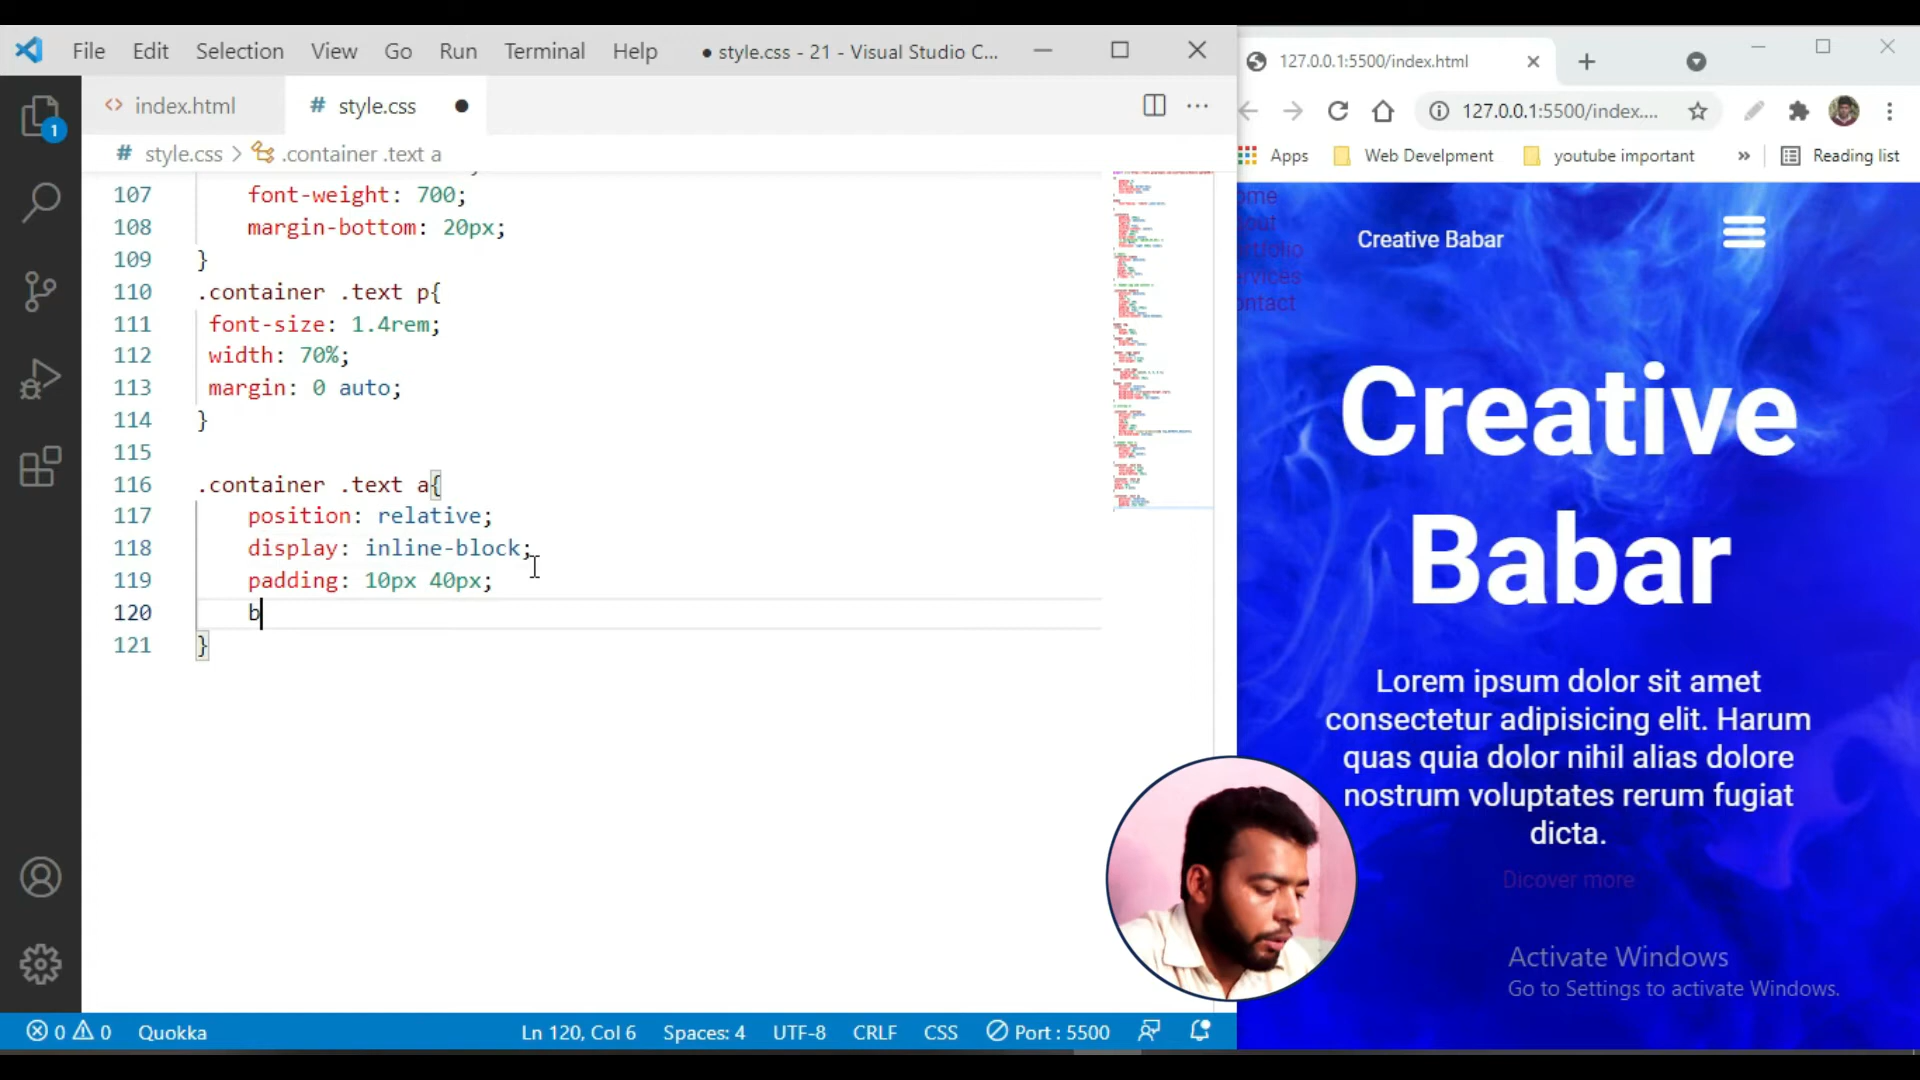 File Edit Selection View Go Run Terminal Help ● style.css - 21 - Visual Studio C...
index.html # style.css
# style.css > .container .text a
107 font-weight: 700;
108 margin-bottom: 20px;
109 }
110 .container .text p{
111 font-size: 1.4rem;
112 width: 70%;
113 margin: 0 auto;
114 }
115
116 .container .text a{
117 position: relative;
118 display: inline-block;
119 padding: 10px 40px;
120 b
121 }
1
0 0 Quokka Ln 120, Col 6 Spaces: 4 UTF-8 CRLF CSS Port : 5500
127.0.0.1:5500/index.html
127.0.0.1:5500/index....
Apps Web Develpment youtube important » Reading list
ome
out
rtfolio
ervices
ontact
Creative Babar
Creative
Babar
Lorem ipsum dolor sit amet
consectetur adipisicing elit. Harum
quas quia dolor nihil alias dolore
nostrum voluptates rerum fugiat
dicta.
Dicover more
Activate Windows
Go to Settings to activate Windows.